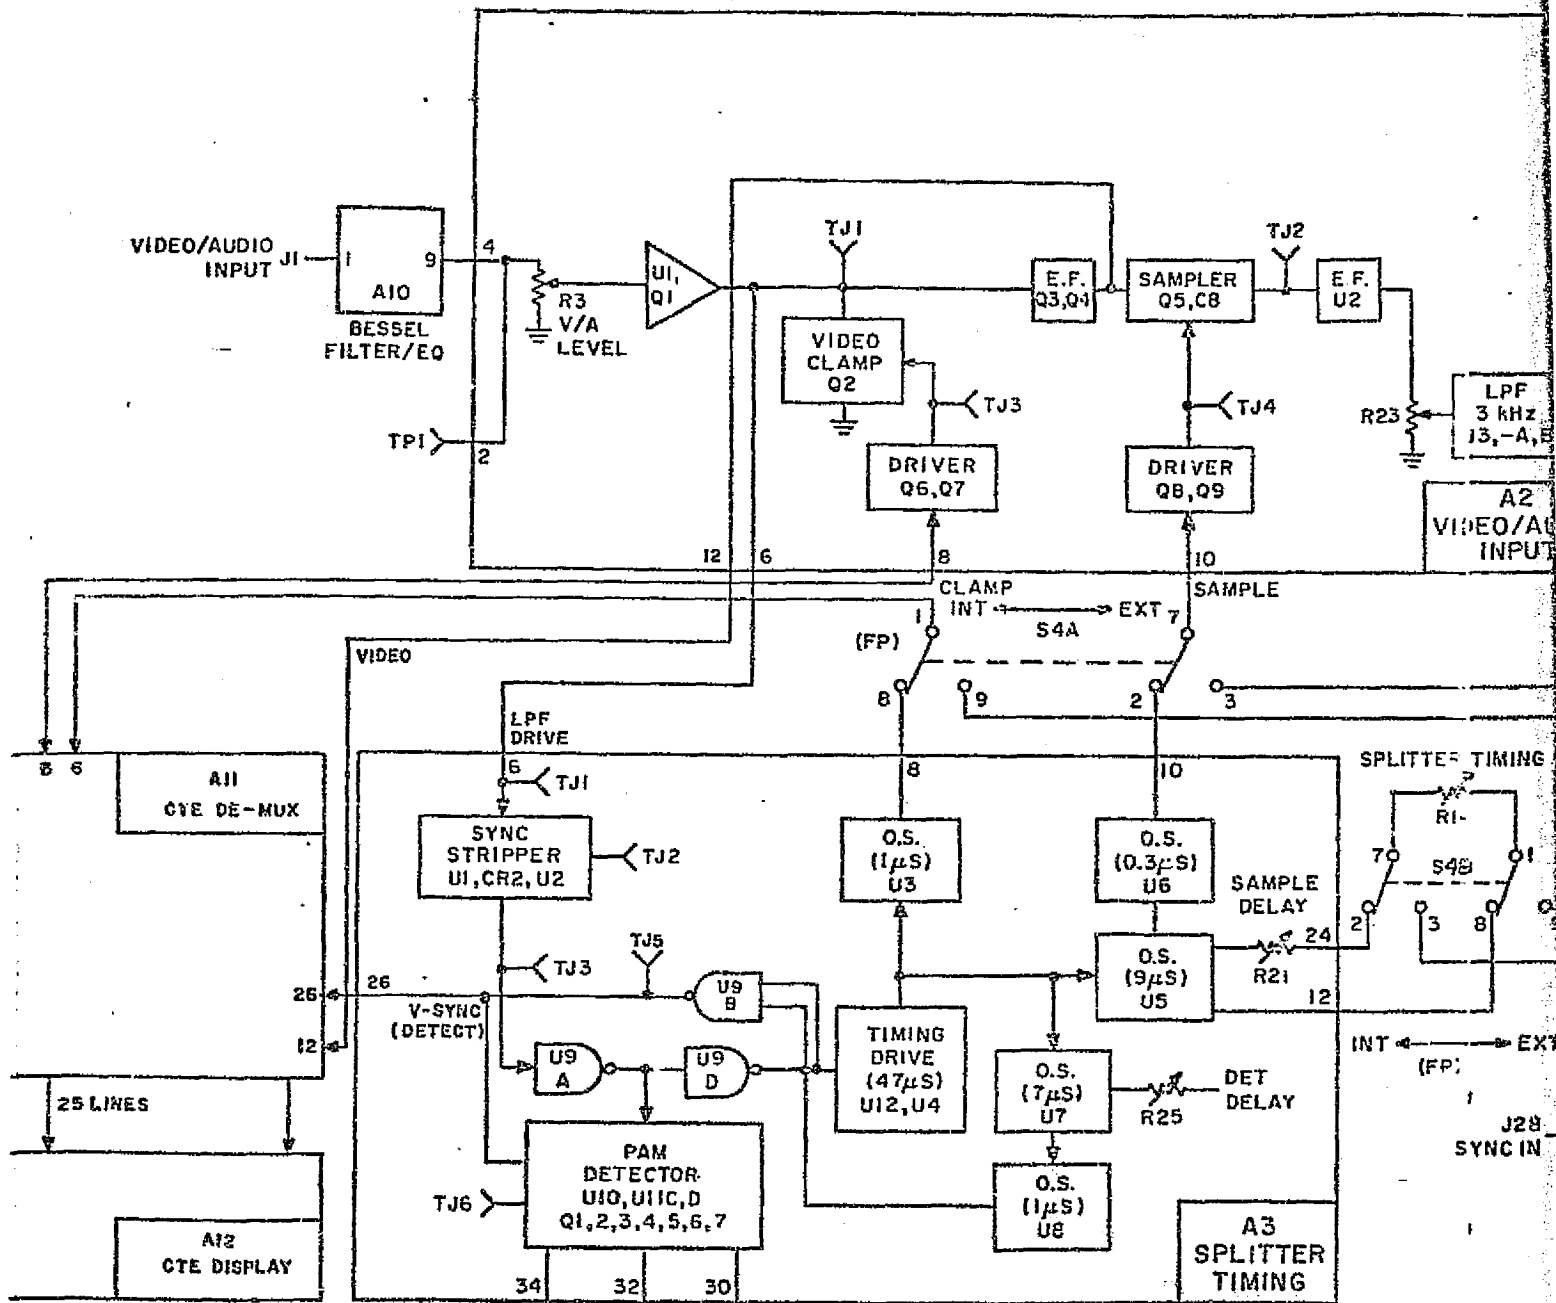 VIDEO/AUDIO
INPUT
J1
1
9
A10
BESSEL
FILTER/EQ
4
R3
V/A
LEVEL
TP1
2
U1,
Q1
TJ1
VIDEO
CLAMP
Q2
TJ3
DRIVER
Q6,Q7
E.F.
Q3,Q4
SAMPLER
Q5,C8
TJ2
E.F.
U2
TJ4
DRIVER
Q8,Q9
R23
LPF
3 kHz
A2
INPUT
12
6
8
10
CLAMP
INT
EXT
S4A
SAMPLE
1
7
(FP)
8
9
2
3
VIDEO
LPF
DRIVE
6
A11
CTE DE-MUX
6
TJ1
SYNC
STRIPPER
U1,CR2,U2
TJ2
TJ3
8
10
O.S.
(1μS)
U3
O.S.
(0.3μS)
U6
SPLITTER TIMING
7
1
S4B
2
3
8
SAMPLE
DELAY
24
R21
12
O.S.
(9μS)
U5
TJ5
U9
B
26
26
V-SYNC
(DETECT)
12
U9
A
U9
D
TIMING
DRIVE
(47μS)
U12,U4
O.S.
(7μS)
U7
R25
DET
DELAY
INT
EXT
(FP)
J28
SYNC IN
25 LINES
PAM
DETECTOR
U10,U11C,D
Q1,2,3,4,5,6,7
TJ6
O.S.
(1μS)
U8
A12
CTE DISPLAY
34
32
30
A3
SPLITTER
TIMING